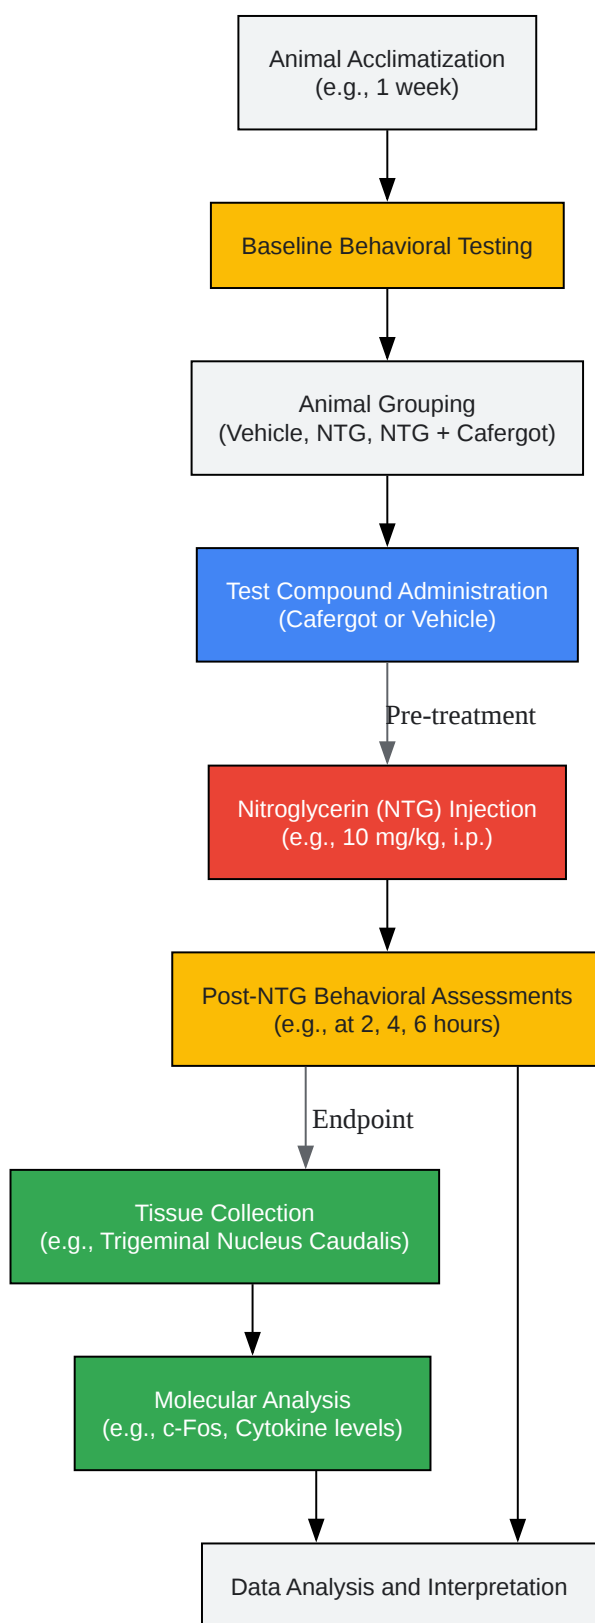 Animal Acclimatization
(e.g., 1 week)
Baseline Behavioral Testing
Animal Grouping
(Vehicle, NTG, NTG + Cafergot)
Test Compound Administration
(Cafergot or Vehicle)
Pre-treatment
Nitroglycerin (NTG) Injection
(e.g., 10 mg/kg, i.p.)
Post-NTG Behavioral Assessments
(e.g., at 2, 4, 6 hours)
Endpoint
Tissue Collection
(e.g., Trigeminal Nucleus Caudalis)
Molecular Analysis
(e.g., c-Fos, Cytokine levels)
Data Analysis and Interpretation